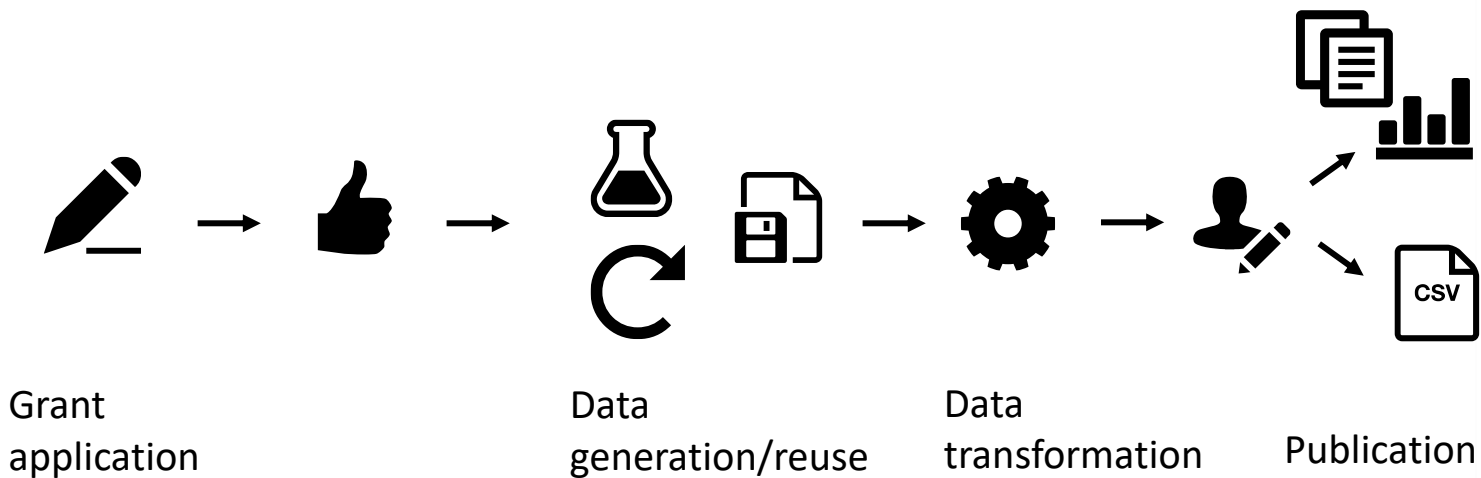 CSV
Grant
application
Data
generation/reuse
Data
transformation
Publication